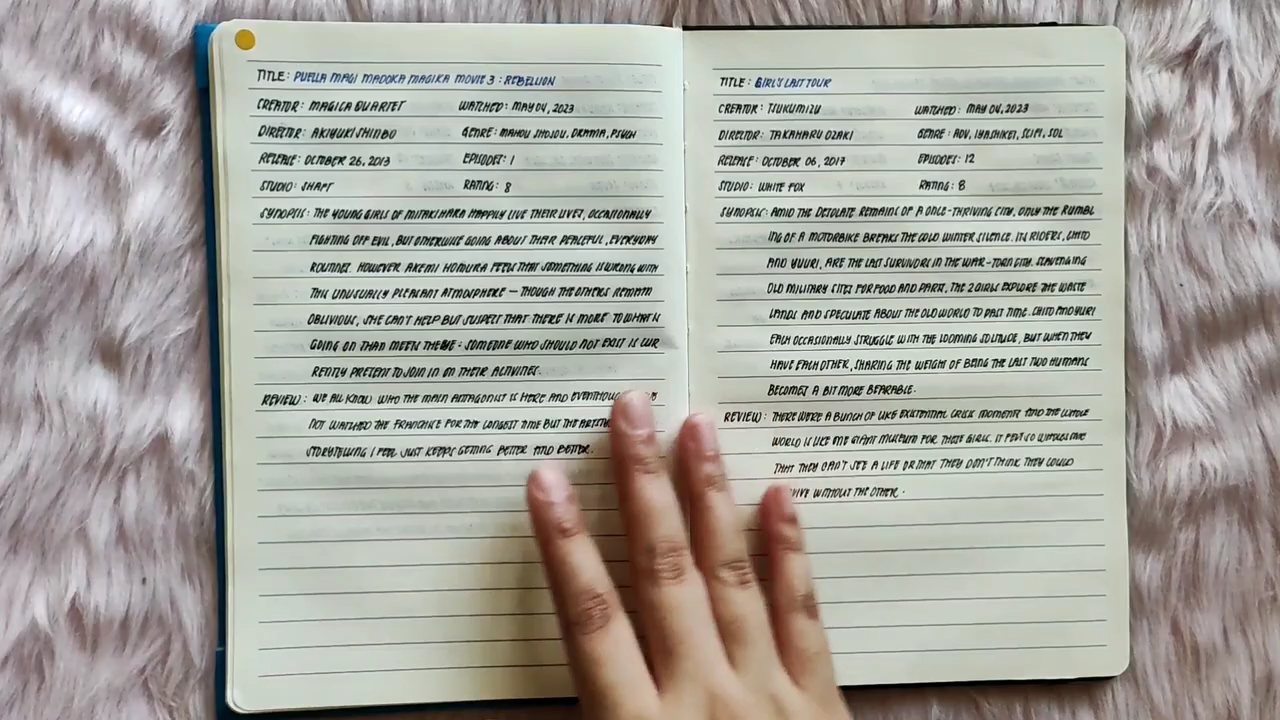 TITLE: PUELLA MAGI MADOKA MAGIKA MOVIE 3 : REBELLION
CREATOR: MAGICA QUARTET WATCHED: MAY 04, 2023
DIRECTOR: AKIYUKI SHINBO GENRE: MAHOU SHOJOU, DRAMA, PSYCH
RELEASE: OCTOBER 26, 2013 EPISODES: 1
STUDIO: SHAFT RATING: 8
SYNOPSIS: THE YOUNG GIRLS OF MITAKIHARA HAPPILY LIVE THEIR LIVES, OCCASIONALLY
FIGHTING OFF EVIL, BUT OTHERWISE GOING ABOUT THEIR PEACEFUL, EVERYDAY
ROUTINES. HOWEVER AKEMI HOMURA FEELS THAT SOMETHING IS WRONG WITH
THIS UNUSUALLY PLEASANT ATMOSPHERE — THOUGH THE OTHERS REMAIN
OBLIVIOUS, SHE CAN'T HELP BUT SUSPECT THAT THERE IS MORE TO WHAT IS
GOING ON THAN MEETS THE EYE: SOMEONE WHO SHOULD NOT EXIST IS CUR
RENTLY PRESENT TO JOIN IN ON THEIR ACTIVITIES.
REVIEW: WE ALL KNOW WHO THE MAIN ANTAGONIST IS HERE AND
NOT WATCHED THE FRANCHISE FOR THE LONGEST TIME BUT THE
STORYTELLING I FEEL JUST KEEPS GETTING BETTER AND BETTER.
TITLE: GIRL'S LAST TOUR
CREATOR: TSUKUMIZU WATCHED: MAY 04, 2023
DIRECTOR: TAKAHARU OZAKI GENRE: ADV, IYASHIKEI, SCIFI, SOL
RELEASE: OCTOBER 06, 2017 EPISODES: 12
STUDIO: WHITE FOX RATING: 8
SYNOPSIS: AMID THE DESOLATE REMAINS OF A ONCE-THRIVING CITY, ONLY THE RUMBL
ING OF A MOTORBIKE BREAKS THE COLD WINTER SILENCE. ITS RIDERS, CHITO
AND YUURI, ARE THE LAST SURVIVORS IN THE WAR-TORN CITY. SCAVENGING
OLD MILITARY SITES FOR FOOD AND PARTS, THE 2 GIRLS EXPLORE THE WASTE
LANDS AND SPECULATE ABOUT THE OLD WORLD TO PAST TIME. CHITO AND YURI
EACH OCCASIONALLY STRUGGLE WITH THE LOOMING SOLITUDE, BUT WHEN THEY
HAVE EACH OTHER, SHARING THE WEIGHT OF BEING THE LAST TWO HUMANS
BECOMES A BIT MORE BEARABLE.
REVIEW: THERE WERE A BUNCH OF LIKE EXISTENTIAL CRISIS MOMENTS AND THE WHOLE
WORLD IS LIKE ONE GIANT MUSEUM FOR THESE GIRLS. IT FELT SO
THAT THEY CAN'T SEE A LIFE OR THAT THEY DON'T THINK THEY COULD
WITHOUT THE OTHER.